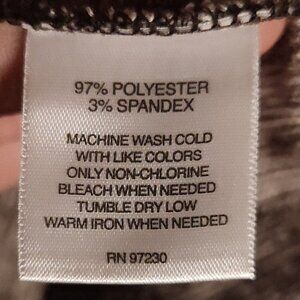 97% POLYESTER
3% SPANDEX
MACHINE WASH COLD
WITH LIKE COLORS
ONLY NON-CHLORINE
BLEACH WHEN NEEDED
TUMBLE DRY LOW
WARM IRON WHEN NEEDED
RN 97230